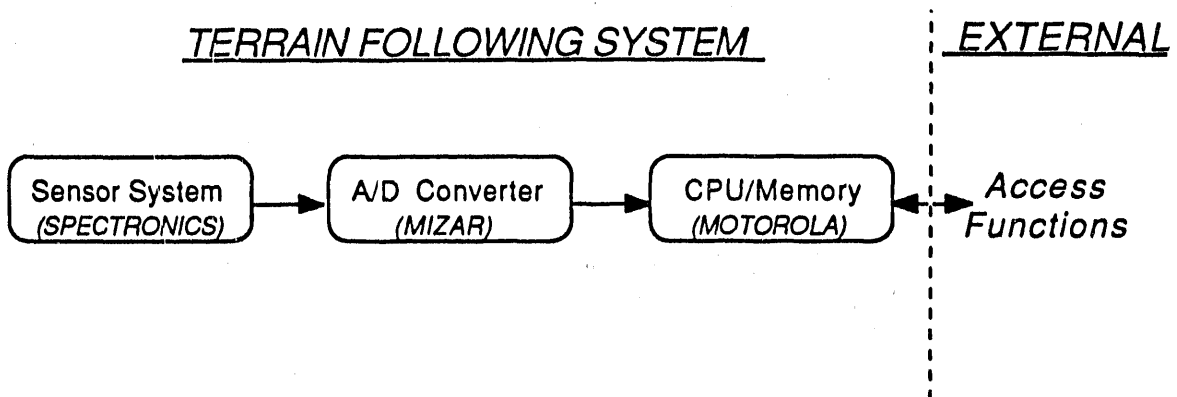 TERRAIN FOLLOWING SYSTEM
EXTERNAL
Sensor System
(SPECTRONICS)
A/D Converter
(MIZAR)
CPU/Memory
(MOTOROLA)
Access
Functions